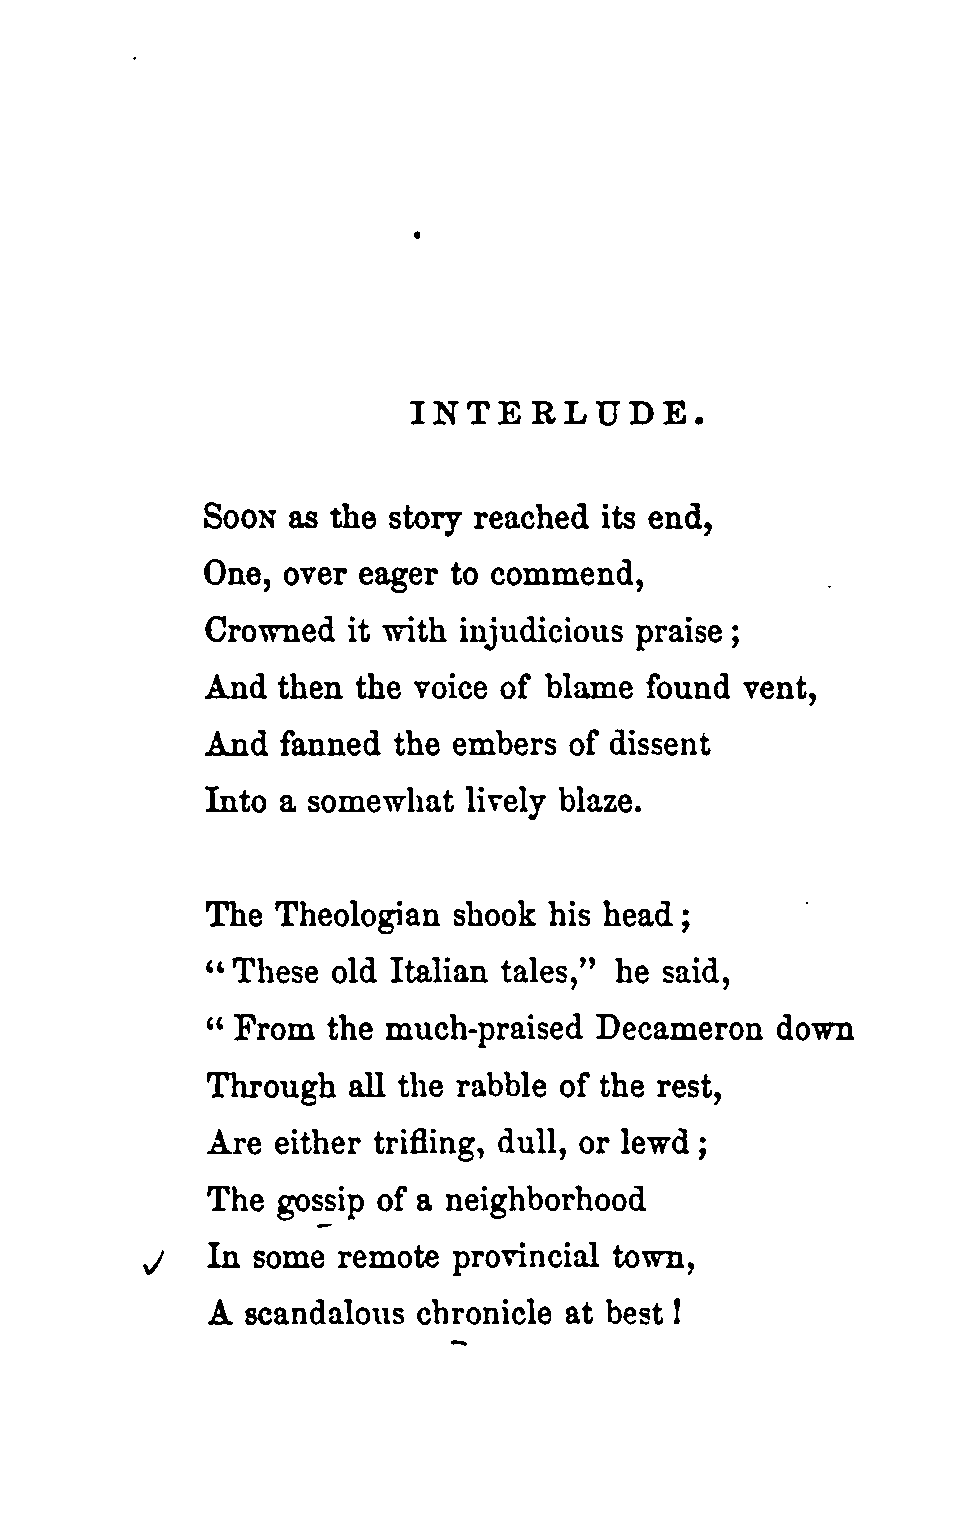 INTERLUDE.
Soon as the story reached its end,
One, over eager to commend,
Crowned it with injudicious praise;
And then the voice of blame found vent,
And fanned the embers of dissent
Into a somewhat lively blaze.
The Theologian shook his head;
“These old Italian tales,” he said,
“From the much-praised Decameron down
Through all the rabble of the rest,
Are either trifling, dull, or lewd;
The gossip of a neighborhood
In some remote provincial town,
A scandalous chronicle at best!